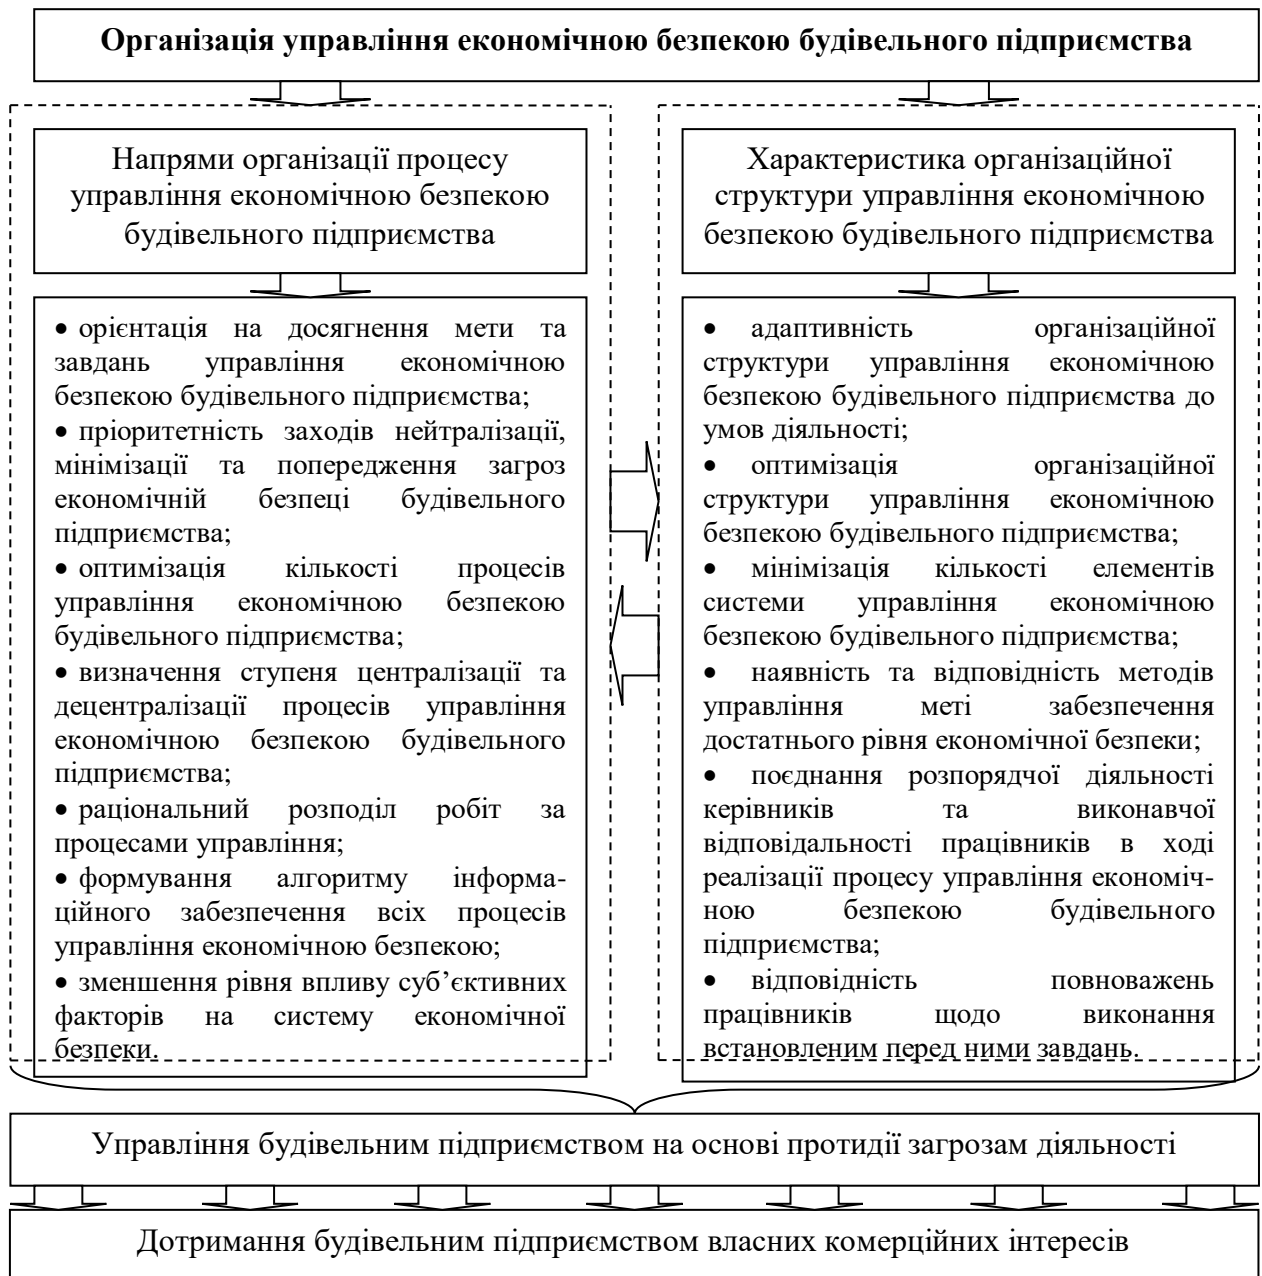 Організація управління економічною безпекою будівельного підприємства
Напрями організації процесу
управління економічною безпекою
будівельного підприємства
• орієнтація на досягнення мети та
завдань управління економічною
безпекою будівельного підприємства;
• пріоритетність заходів нейтралізації,
мінімізації та попередження загроз
економічній безпеці будівельного
підприємства;
• оптимізація кількості процесів
управління економічною безпекою
будівельного підприємства;
• визначення ступеня централізації та
децентралізації процесів управління
економічною безпекою будівельного
підприємства;
• раціональний розподіл робіт за
процесами управління;
• формування алгоритму інформа-
ційного забезпечення всіх процесів
управління економічною безпекою;
• зменшення рівня впливу суб’єктивних
факторів на систему економічної
безпеки.
Характеристика організаційної
структури управління економічною
безпекою будівельного підприємства
• адаптивність організаційної
структури управління економічною
безпекою будівельного підприємства до
умов діяльності;
• оптимізація організаційної
структури управління економічною
безпекою будівельного підприємства;
• мінімізація кількості елементів
системи управління економічною
безпекою будівельного підприємства;
• наявність та відповідність методів
управління меті забезпечення
достатнього рівня економічної безпеки;
• поєднання розпорядчої діяльності
керівників та виконавчої
відповідальності працівників в ході
реалізації процесу управління економіч-
ною безпекою будівельного
підприємства;
• відповідність повноважень
працівників щодо виконання
встановленим перед ними завдань.
Управління будівельним підприємством на основі протидії загрозам діяльності
Дотримання будівельним підприємством власних комерційних інтересів